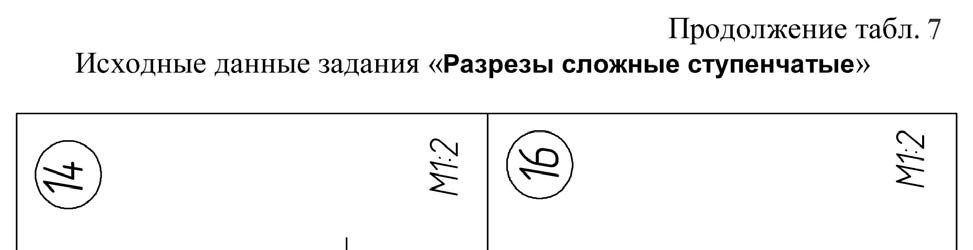 Продолжение табл. 7
Исходные данные задания «Разрезы сложные ступенчатые»
14
М1:2
16
М1:2